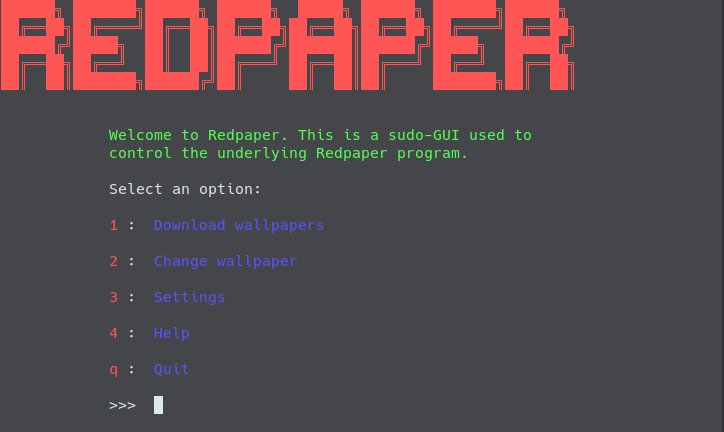 REDPAPER
Welcome to Redpaper. This is a sudo-GUI used to
control the underlying Redpaper program.
Select an option:
1 : Download wallpapers
2 : Change wallpaper
3 : Settings
4 : Help
q : Quit
>>>